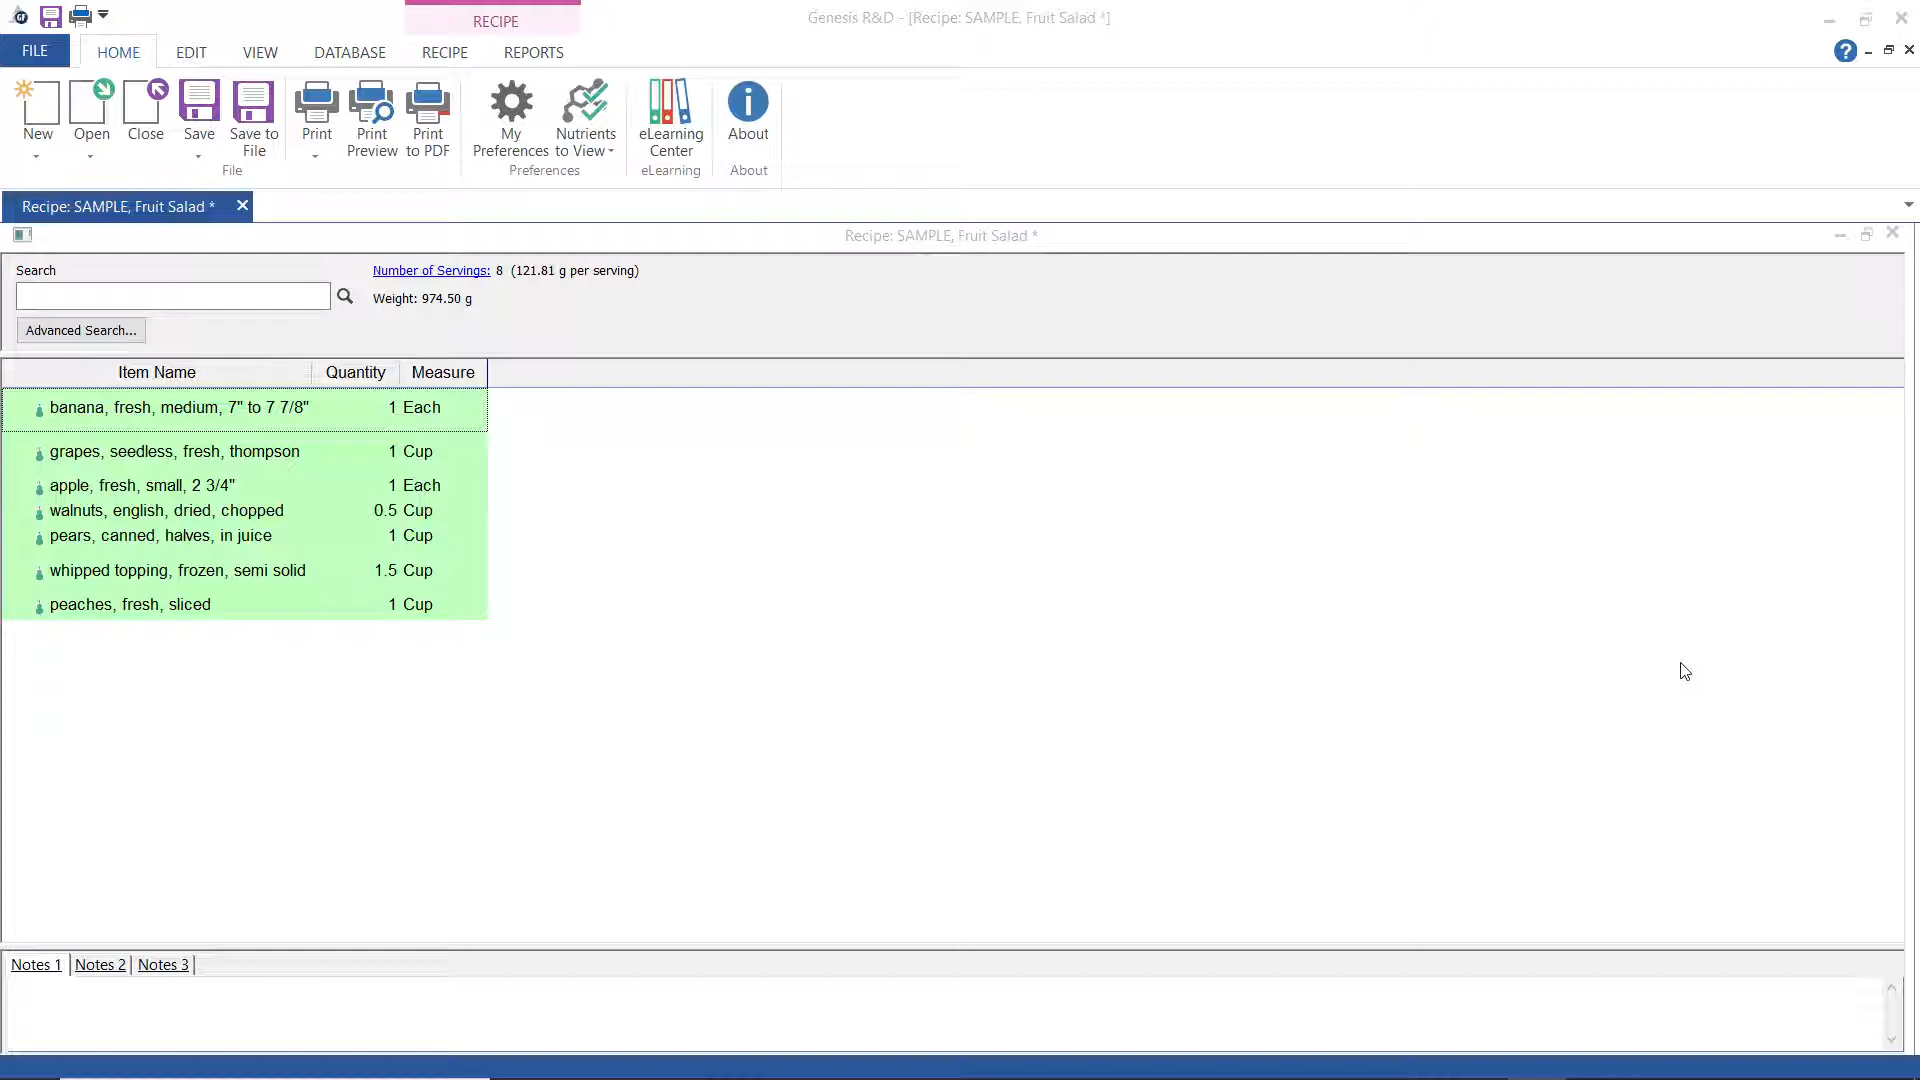 GF
RECIPE
Genesis R&D - [Recipe: SAMPLE, Fruit Salad *]
FILE HOME EDIT VIEW DATABASE RECIPE REPORTS
?
New Open Close Save Save to File Print Print Preview Print to PDF My Preferences Nutrients to View eLearning Center About
File Preferences eLearning About
Recipe: SAMPLE, Fruit Salad *
Recipe: SAMPLE, Fruit Salad *
Search
Number of Servings: 8 (121.81 g per serving)
Weight: 974.50 g
Advanced Search...
Item Name Quantity Measure
banana, fresh, medium, 7" to 7 7/8" 1 Each
grapes, seedless, fresh, thompson 1 Cup
apple, fresh, small, 2 3/4" 1 Each
walnuts, english, dried, chopped 0.5 Cup
pears, canned, halves, in juice 1 Cup
whipped topping, frozen, semi solid 1.5 Cup
peaches, fresh, sliced 1 Cup
Notes 1 Notes 2 Notes 3